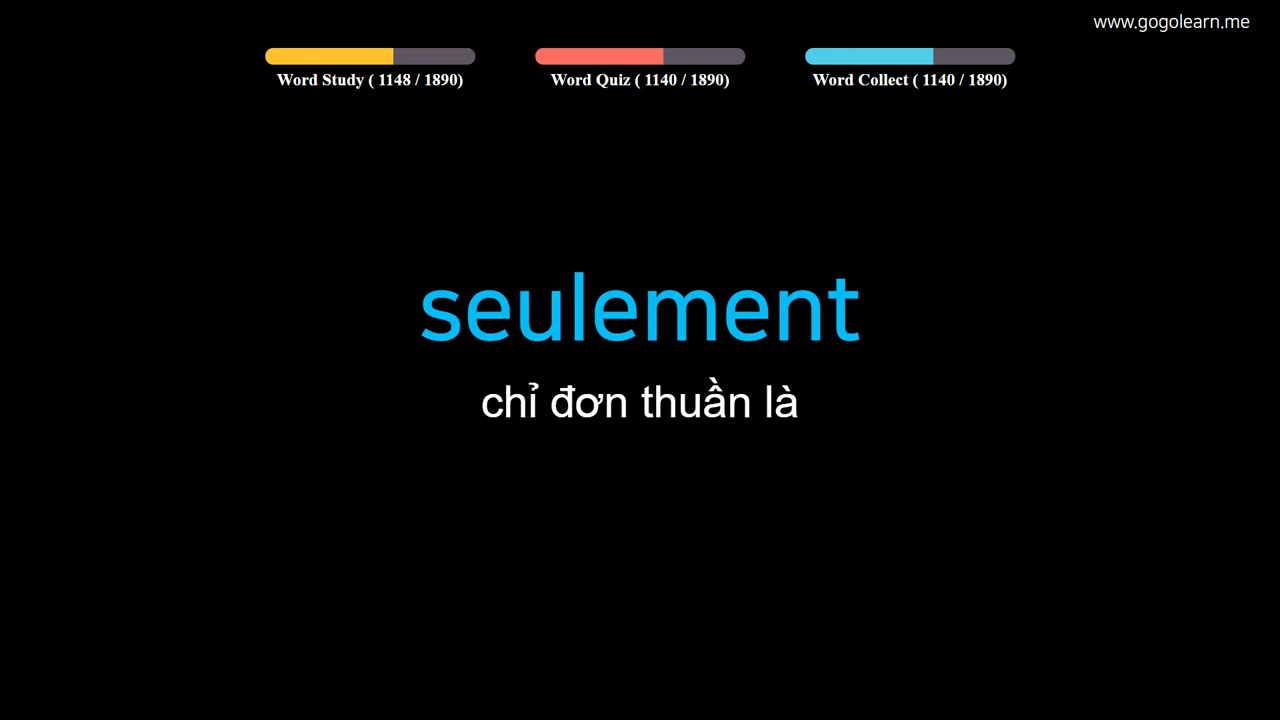 www.gogolearn.me
Word Study ( 1148 / 1890)
Word Quiz ( 1140 / 1890)
Word Collect ( 1140 / 1890)
seulement
chỉ đơn thuần là